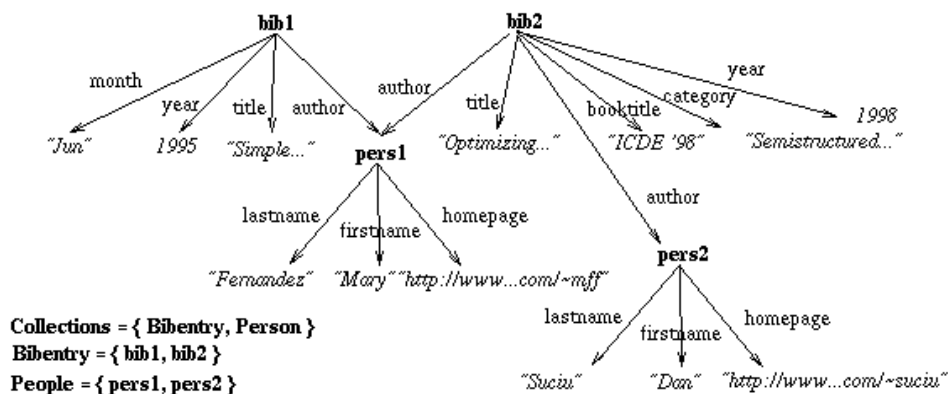 bib1 bib2
month year title author author title booktitle category year
"Jun" 1995 "Simple..." "Optimizing..." "ICDE '98" "Semistructured..." 1998
pers1
author
lastname firstname homepage
pers2
"Fernandez" "Mary" "http://www...com/~mff"
lastname firstname homepage
Collections = { Bibentry, Person }
Bibentry = { bib1, bib2 }
People = { pers1, pers2 }
"Suciu" "Dan" "http://www...com/~suciu"